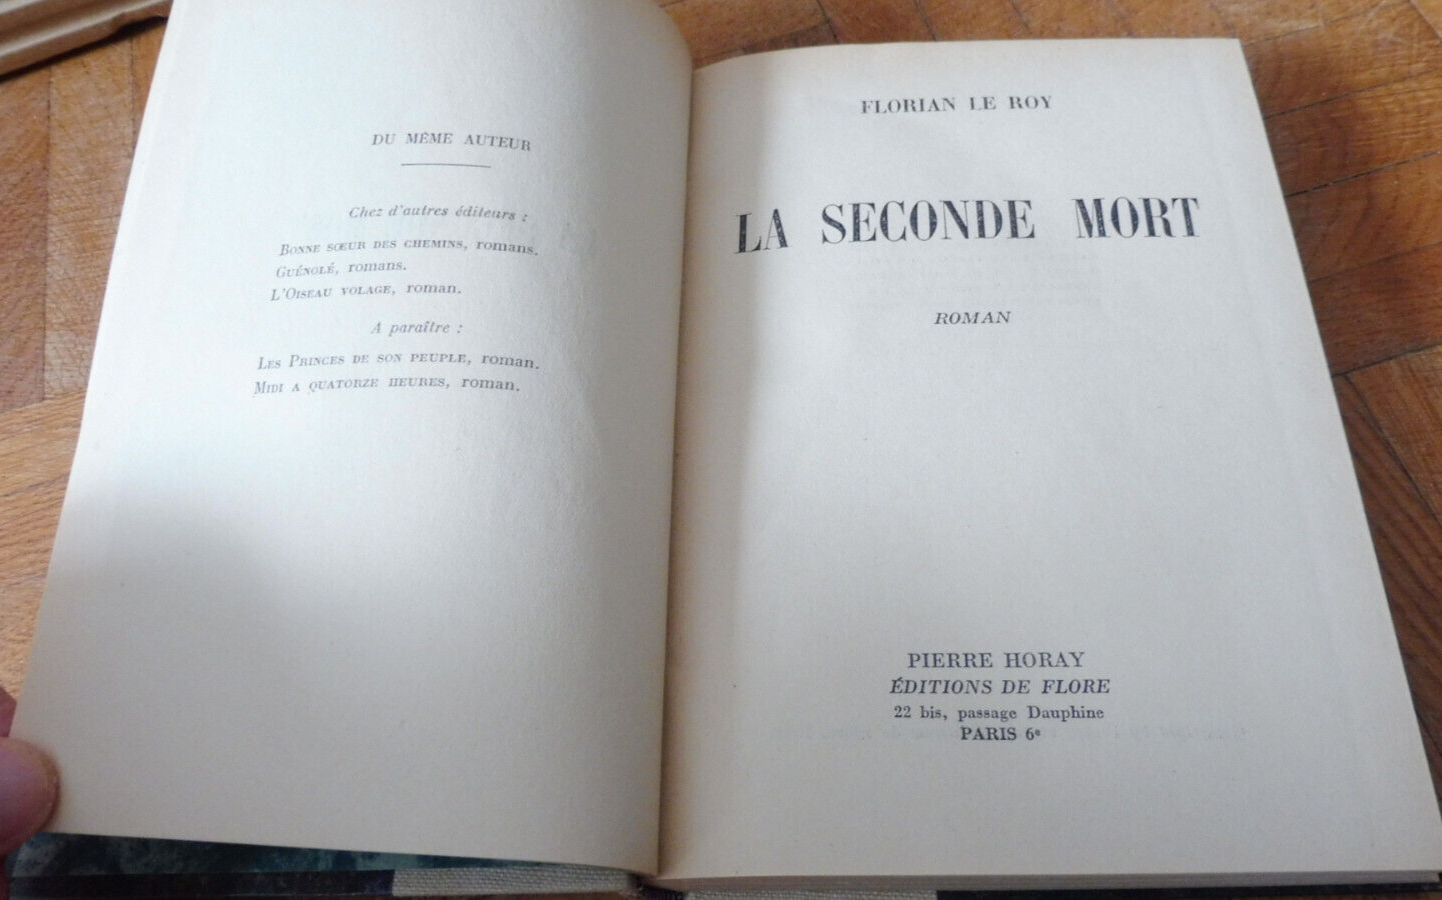 DU MÊME AUTEUR
Chez d'autres éditeurs :
BONNE SŒUR DES CHEMINS, romans.
GUÉNOLÉ, romans.
L'OISEAU VOLAGE, roman.
A paraître :
LES PRINCES DE SON PEUPLE, roman.
MIDI A QUATORZE HEURES, roman.
FLORIAN LE ROY
LA SECONDE MORT
ROMAN
PIERRE HORAY
ÉDITIONS DE FLORE
22 bis, passage Dauphine
PARIS 6e